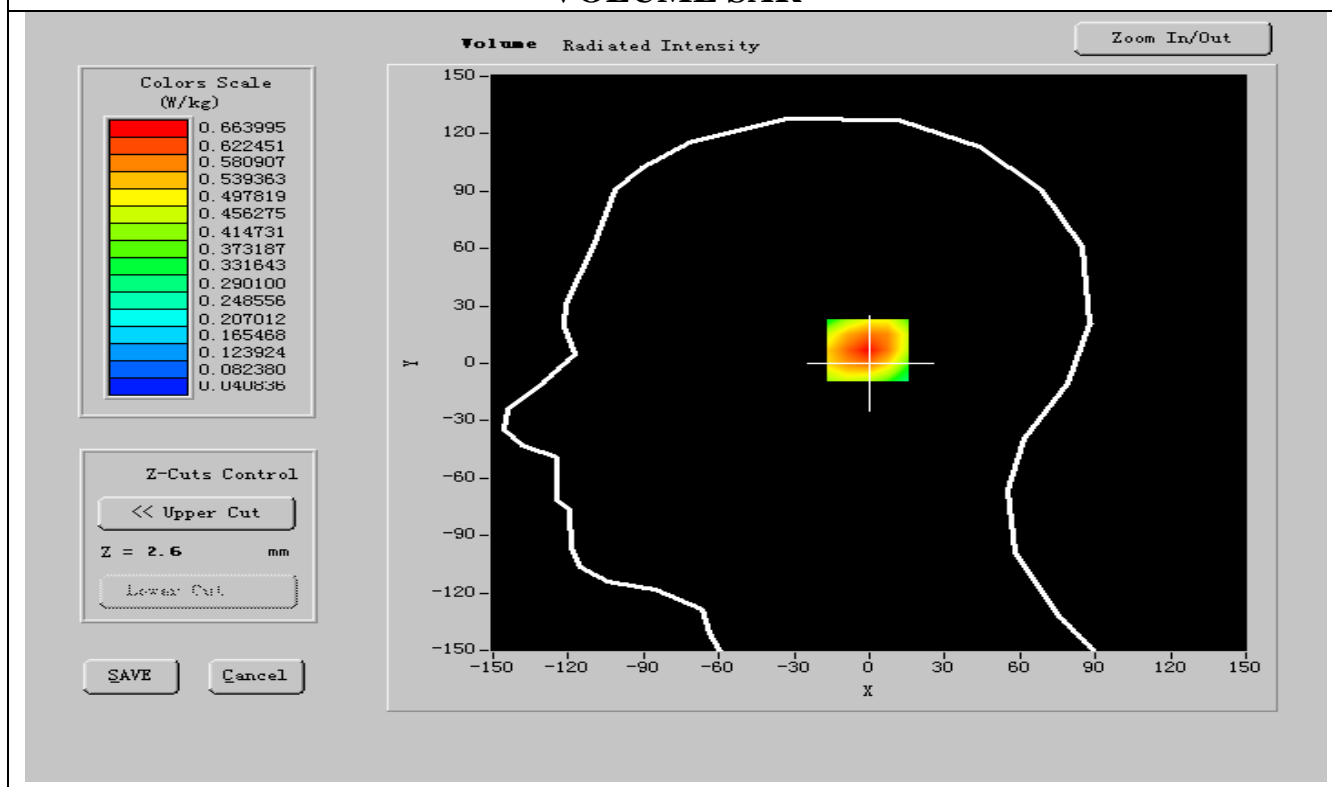 VOLUME SAR
Volume Radiated Intensity
Zoom In/Out
Colors Scale
(W/kg)
0.663995
0.622451
0.580907
0.539363
0.497819
0.456275
0.414731
0.373187
0.331643
0.290100
0.248556
0.207012
0.165468
0.123924
0.082380
0.040836
Z-Cuts Control
<< Upper Cut
Z = 2.6 mm
Lower Cut
SAVE
Cancel
150
120
90
60
30
0
-30
-60
-90
-120
-150
Y
-150 -120 -90 -60 -30 0 30 60 90 120 150
X